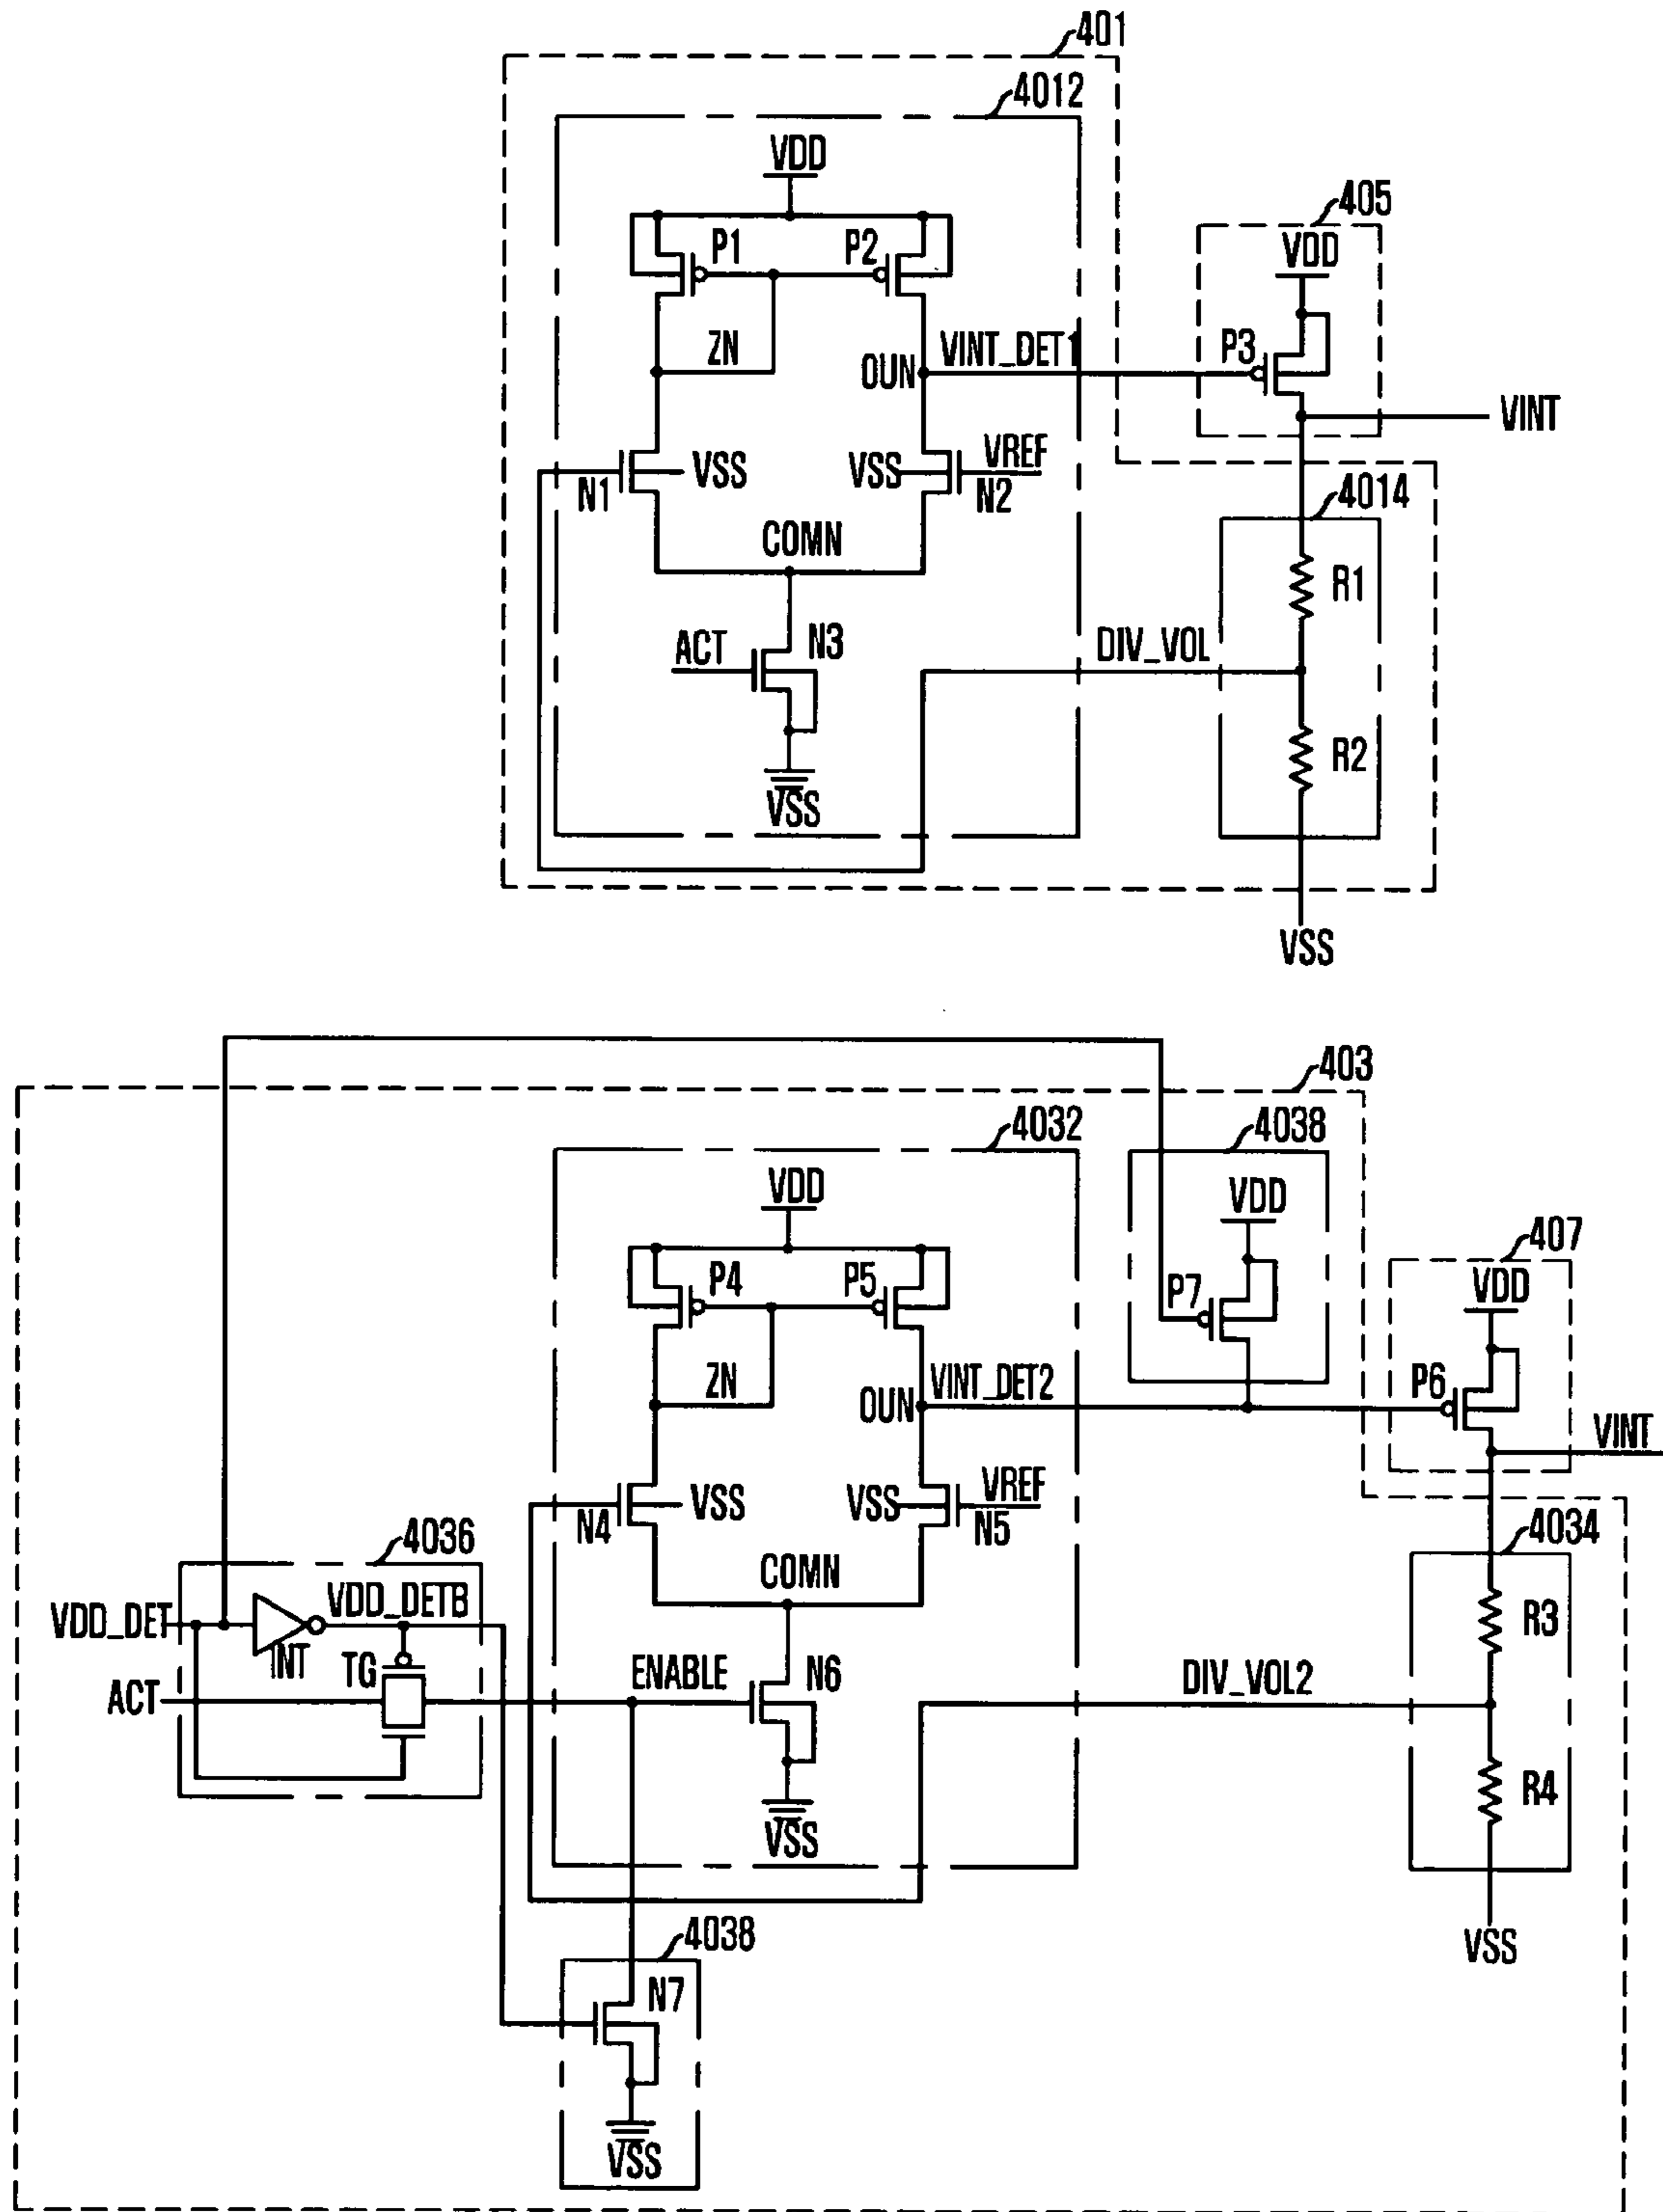 401
4012
VDD
405
VDD
P1
P2
P3
ZN
OUN
VINT_DET1
VINT
N1
VSS
VSS
VREF
N2
4014
COMN
R1
ACT
N3
DIV_VOL
R2
VSS
VSS
403
4032
4038
VDD
VDD
407
VDD
P4
P5
P7
P6
ZN
OUN
VINT_DET2
VINT
N4
VSS
VSS
VREF
N5
4036
4034
VDD_DET
VDD_DETB
INT
COMN
R3
TG
ACT
ENABLE
N6
DIV_VOL2
R4
VSS
4038
VSS
N7
VSS